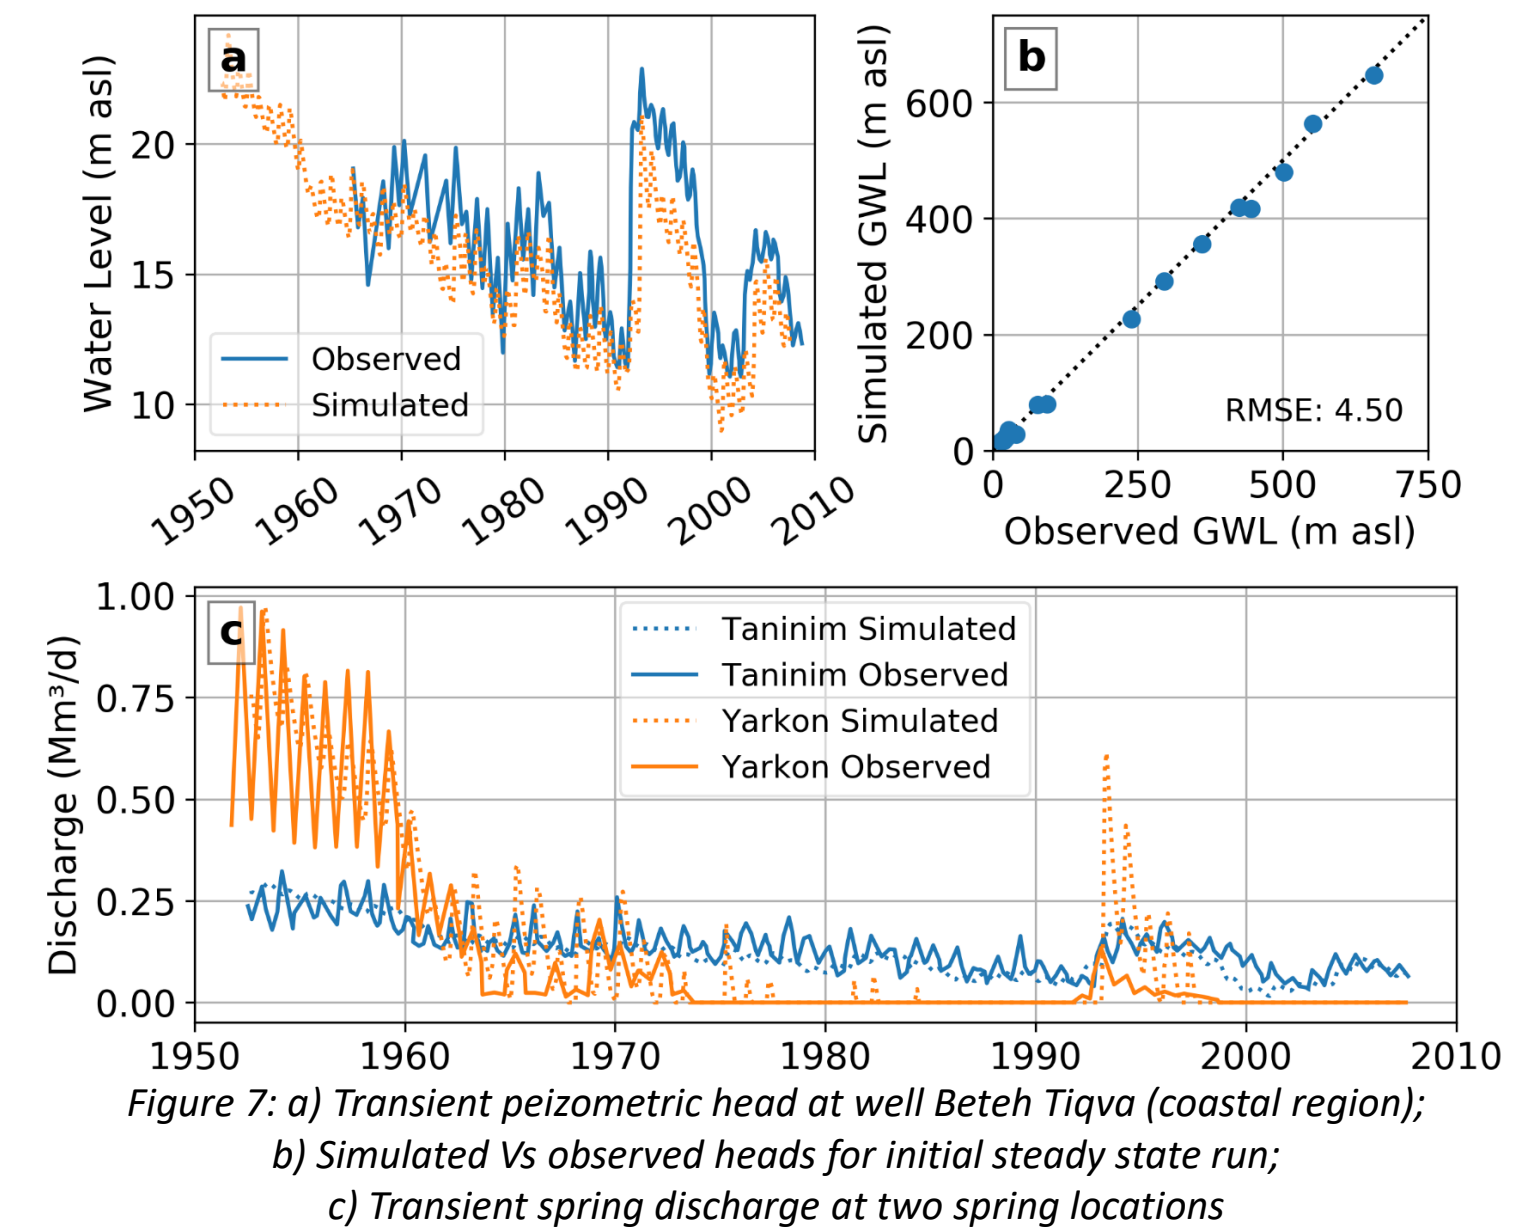 a
Water Level (m asl)
20
15
10
Observed
Simulated
1950
1960
1970
1980
1990
2000
2010
b
Simulated GWL (m asl)
600
400
200
0
RMSE: 4.50
0
250
500
750
Observed GWL (m asl)
c
Discharge (Mm³/d)
1.00
0.75
0.50
0.25
0.00
Taninim Simulated
Taninim Observed
Yarkon Simulated
Yarkon Observed
1950
1960
1970
1980
1990
2000
2010
Figure 7: a) Transient peizometric head at well Beteh Tiqva (coastal region);
b) Simulated Vs observed heads for initial steady state run;
c) Transient spring discharge at two spring locations